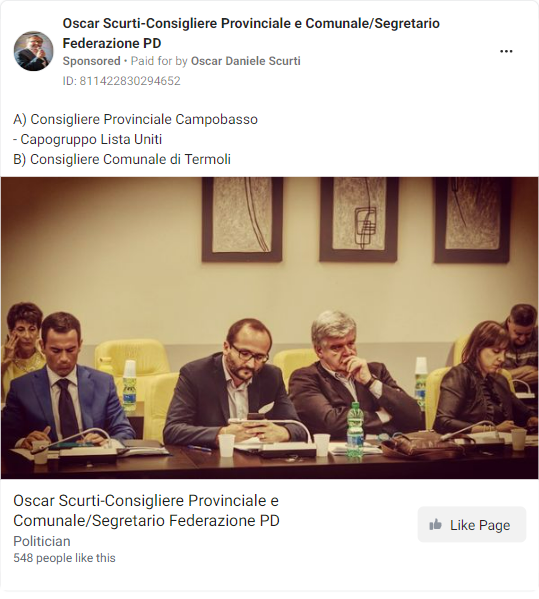 Oscar Scurti-Consigliere Provinciale e Comunale/Segretario
Federazione PD
Sponsored • Paid for by Oscar Daniele Scurti
ID: 811422830294652
A) Consigliere Provinciale Campobasso
- Capogruppo Lista Uniti
B) Consigliere Comunale di Termoli
Oscar Scurti-Consigliere Provinciale e
Comunale/Segretario Federazione PD
Politician
548 people like this
Like Page